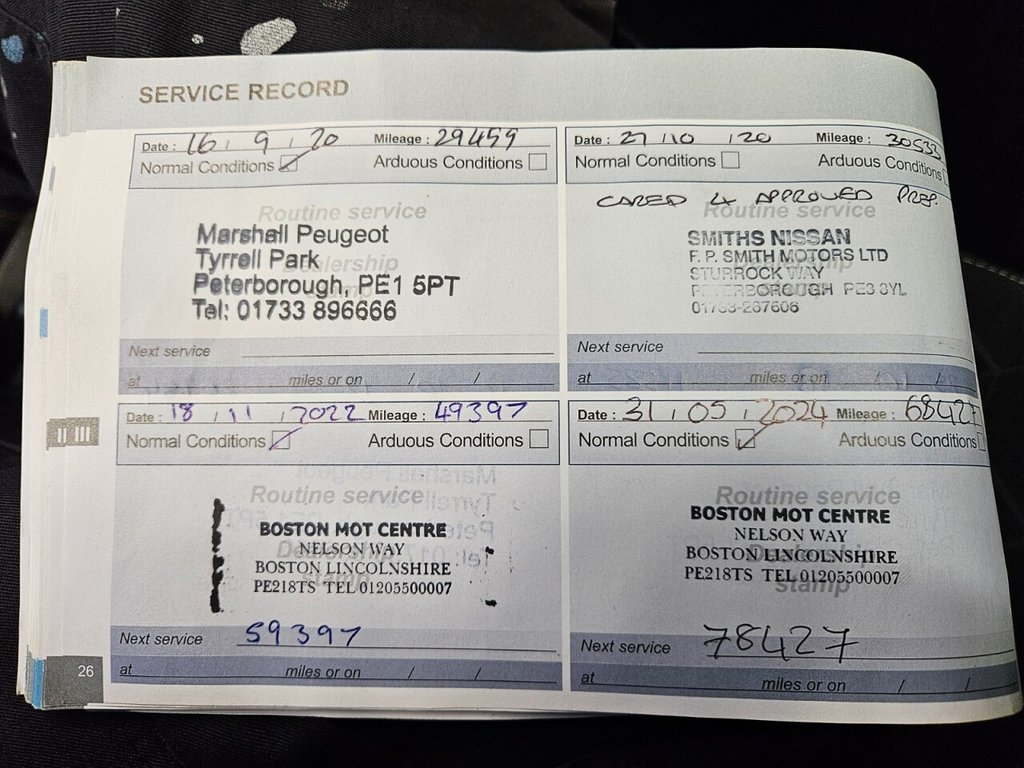 SERVICE RECORD
Date : 16 / 9 / 20 Mileage : 29459
Normal Conditions Arduous Conditions
Routine service
Marshall Peugeot
Tyrrell Park
Dealership
Peterborough, PE1 5PT
Tel: 01733 896666
Next service
at miles or on / /
Date : 27 / 10 / 20 Mileage : 30533
Normal Conditions Arduous Conditions
CARED 4 APPROVED PREP.
Routine service
SMITHS NISSAN
F. P. SMITH MOTORS LTD
STURROCK WAY
PETERBOROUGH PE3 8YL
01733-267606
Next service
at miles or on / /
Date : 18 / 11 / 2022 Mileage : 49397
Normal Conditions Arduous Conditions
Routine service
BOSTON MOT CENTRE
NELSON WAY
Dealership
BOSTON LINCOLNSHIRE
stamp
PE218TS TEL 01205500007
Next service 59397
at miles or on / /
Date : 31 / 05 / 2024 Mileage : 68427
Normal Conditions Arduous Conditions
Routine service
BOSTON MOT CENTRE
NELSON WAY
Dealership
BOSTON LINCOLNSHIRE
PE218TS TEL 01205500007
stamp
Next service 78427
at miles or on / /
26